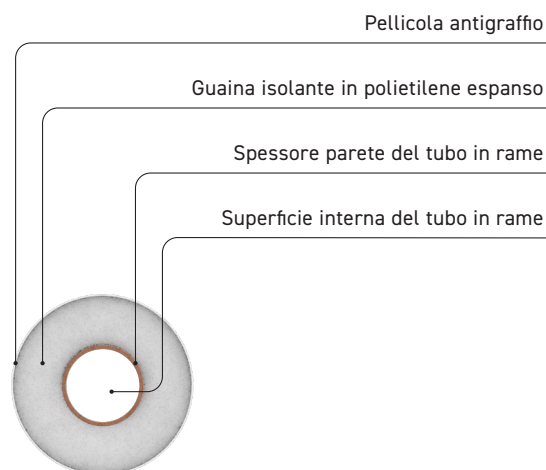 Pellicola antigraffio
Guaina isolante in polietilene espanso
Spessore parete del tubo in rame
Superficie interna del tubo in rame